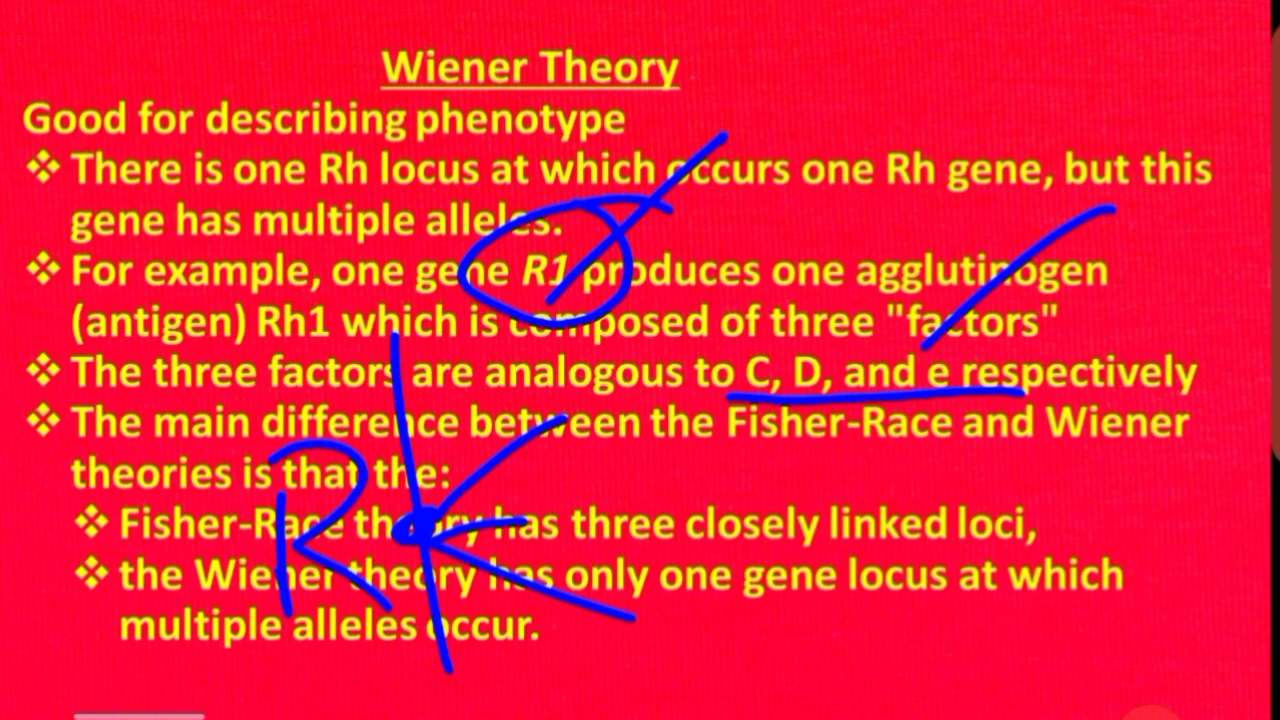 Wiener Theory
Good for describing phenotype
❖ There is one Rh locus at which occurs one Rh gene, but this
gene has multiple alleles.
❖ For example, one gene R1 produces one agglutinogen
(antigen) Rh1 which is composed of three "factors"
❖ The three factors are analogous to C, D, and e respectively
❖ The main difference between the Fisher-Race and Wiener
theories is that the:
❖ Fisher-Race theory has three closely linked loci,
❖ the Wiener theory has only one gene locus at which
multiple alleles occur.
R